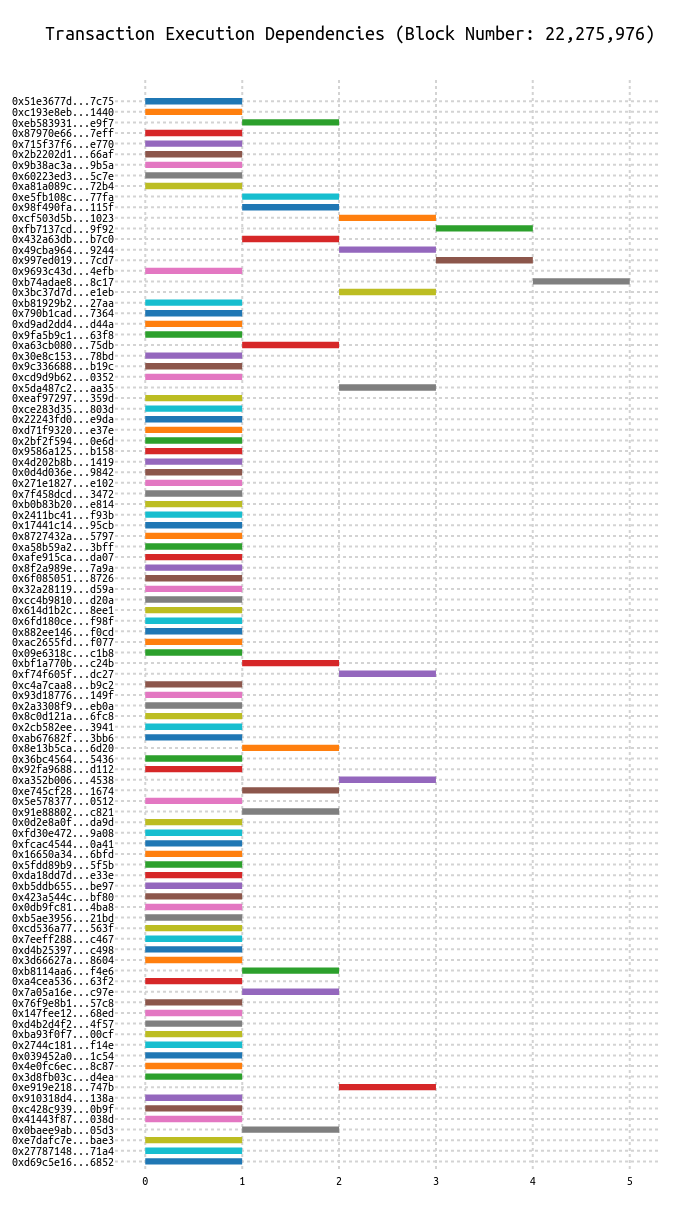 Transaction Execution Dependencies (Block Number: 22,275,976)
0x51e3677d...7c75
0xc193e8eb...1440
0xeb583931...e9f7
0x87970e66...7eff
0x715f37f6...e770
0x2b2202d1...66af
0x9b38ac3a...9b5a
0x60223ed3...5c7e
0xa81a089c...72b4
0xe5fb108c...77fa
0x98f490fa...115f
0xcf503d5b...1023
0xfb7137cd...9f92
0x432a63db...b7c0
0x49cba964...9244
0x997ed019...7cd7
0x9693c43d...4efb
0xb74adae8...8c17
0x3bc37d7d...e1eb
0xb81929b2...27aa
0x790b1cad...7364
0xd9ad2dd4...d44a
0x9fa5b9c1...63f8
0xa63cb080...75db
0x30e8c153...78bd
0x9c336688...b19c
0xcd9d9b62...0352
0x5da487c2...aa35
0xeaf97297...359d
0xce283d35...803d
0x22243fd0...e9da
0xd71f9320...e37e
0x2bf2f594...0e6d
0x9586a125...b158
0x4d202b8b...1419
0x0d4d036e...9842
0x271e1827...e102
0x7f458dcd...3472
0xb0b83b20...e814
0x2411bc41...f93b
0x17441c14...95cb
0x8727432a...5797
0xa58b59a2...3bff
0xafe915ca...da07
0x8f2a989e...7a9a
0x6f085051...8726
0x32a28119...d59a
0xcc4b9810...d20a
0x614d1b2c...8ee1
0x6fd180ce...f98f
0x882ee146...f0cd
0xac2655fd...f077
0x09e6318c...c1b8
0xbf1a770b...c24b
0xf74f605f...dc27
0xc4a7caa8...b9c2
0x93d18776...149f
0x2a3308f9...eb0a
0x8c0d121a...6fc8
0x2cb582ee...3941
0xab67682f...3bb6
0x8e13b5ca...6d20
0x36bc4564...5436
0x92fa9688...d112
0xa352b006...4538
0xe745cf28...1674
0x5e578377...0512
0x91e88802...c821
0x0d2e8a0f...da9d
0xfd30e472...9a08
0xfcac4544...0a41
0x16650a34...6bfd
0x5fdd89b9...5f5b
0xda18dd7d...e33e
0xb5ddb655...be97
0x423a544c...bf80
0x0db9fc81...4ba8
0xb5ae3956...21bd
0xcd536a77...563f
0x7eeff288...c467
0xd4b25397...c498
0x3d66627a...8604
0xb8114aa6...f4e6
0xa4cea536...63f2
0x7a05a16e...c97e
0x76f9e8b1...57c8
0x147fee12...68ed
0xd4b2d4f2...4f57
0xba93f0f7...00cf
0x2744c181...f14e
0x039452a0...1c54
0x4e0fc6ec...8c87
0x3d8fb03c...d4ea
0xe919e218...747b
0x910318d4...138a
0xc428c939...0b9f
0x41443f87...038d
0x0baee9ab...05d3
0xe7dafc7e...bae3
0x27787148...71a4
0xd69c5e16...6852
0 1 2 3 4 5